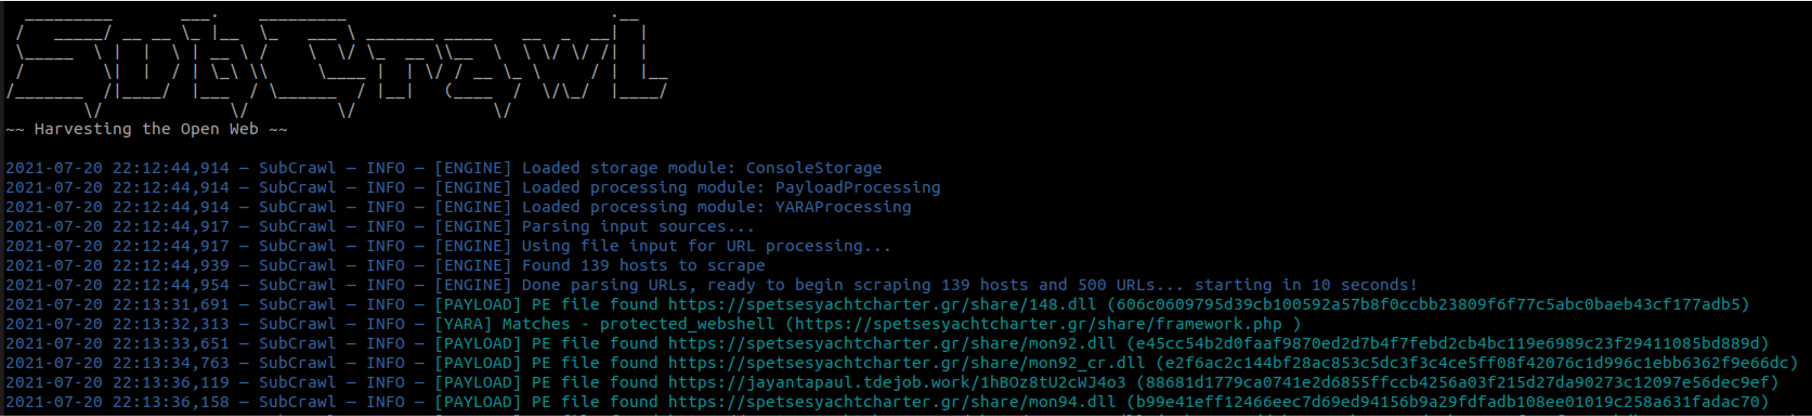 SubCrawl
~~ Harvesting the Open Web ~~
2021-07-20 22:12:44,914 — SubCrawl — INFO — [ENGINE] Loaded storage module: ConsoleStorage
2021-07-20 22:12:44,914 — SubCrawl — INFO — [ENGINE] Loaded processing module: PayloadProcessing
2021-07-20 22:12:44,914 — SubCrawl — INFO — [ENGINE] Loaded processing module: YARAProcessing
2021-07-20 22:12:44,917 — SubCrawl — INFO — [ENGINE] Parsing input sources...
2021-07-20 22:12:44,917 — SubCrawl — INFO — [ENGINE] Using file input for URL processing...
2021-07-20 22:12:44,939 — SubCrawl — INFO — [ENGINE] Found 139 hosts to scrape
2021-07-20 22:12:44,954 — SubCrawl — INFO — [ENGINE] Done parsing URLs, ready to begin scraping 139 hosts and 500 URLs... starting in 10 seconds!
2021-07-20 22:13:31,691 — SubCrawl — INFO — [PAYLOAD] PE file found https://spetsesyachtcharter.gr/share/148.dll (606c0609795d39cb100592a57b8f0ccbb23809f6f77c5abc0baeb43cf177adb5)
2021-07-20 22:13:32,313 — SubCrawl — INFO — [YARA] Matches - protected_webshell (https://spetsesyachtcharter.gr/share/framework.php )
2021-07-20 22:13:33,651 — SubCrawl — INFO — [PAYLOAD] PE file found https://spetsesyachtcharter.gr/share/mon92.dll (e45cc54b2d0faaf9870ed2d7b4f7febd2cb4bc119e6989c23f29411085bd889d)
2021-07-20 22:13:34,763 — SubCrawl — INFO — [PAYLOAD] PE file found https://spetsesyachtcharter.gr/share/mon92_cr.dll (e2f6ac2c144bf28ac853c5dc3f3c4ce5ff08f42076c1d996c1ebb6362f9e66dc)
2021-07-20 22:13:36,119 — SubCrawl — INFO — [PAYLOAD] PE file found https://jayantapaul.tdejob.work/1hBOz8tU2cWJ4o3 (88681d1779ca0741e2d6855ffccb4256a03f215d27da90273c12097e56dec9ef)
2021-07-20 22:13:36,158 — SubCrawl — INFO — [PAYLOAD] PE file found https://spetsesyachtcharter.gr/share/mon94.dll (b99e41eff12466eec7d69ed94156b9a29fdfadb108ee01019c258a631fadac70)